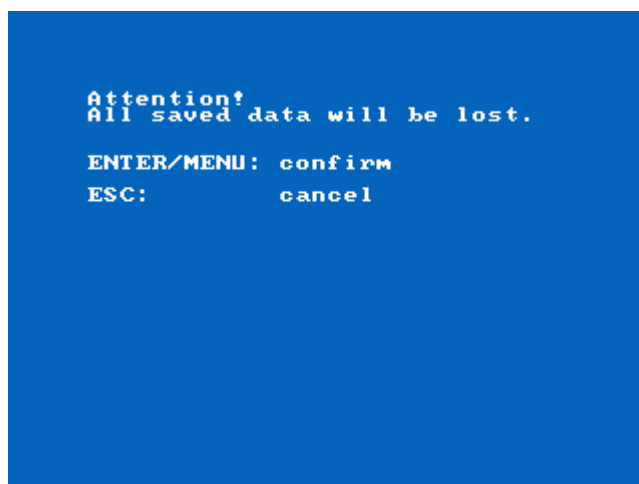 Attention!
All saved data will be lost.
ENTER/MENU: confirm
ESC: cancel